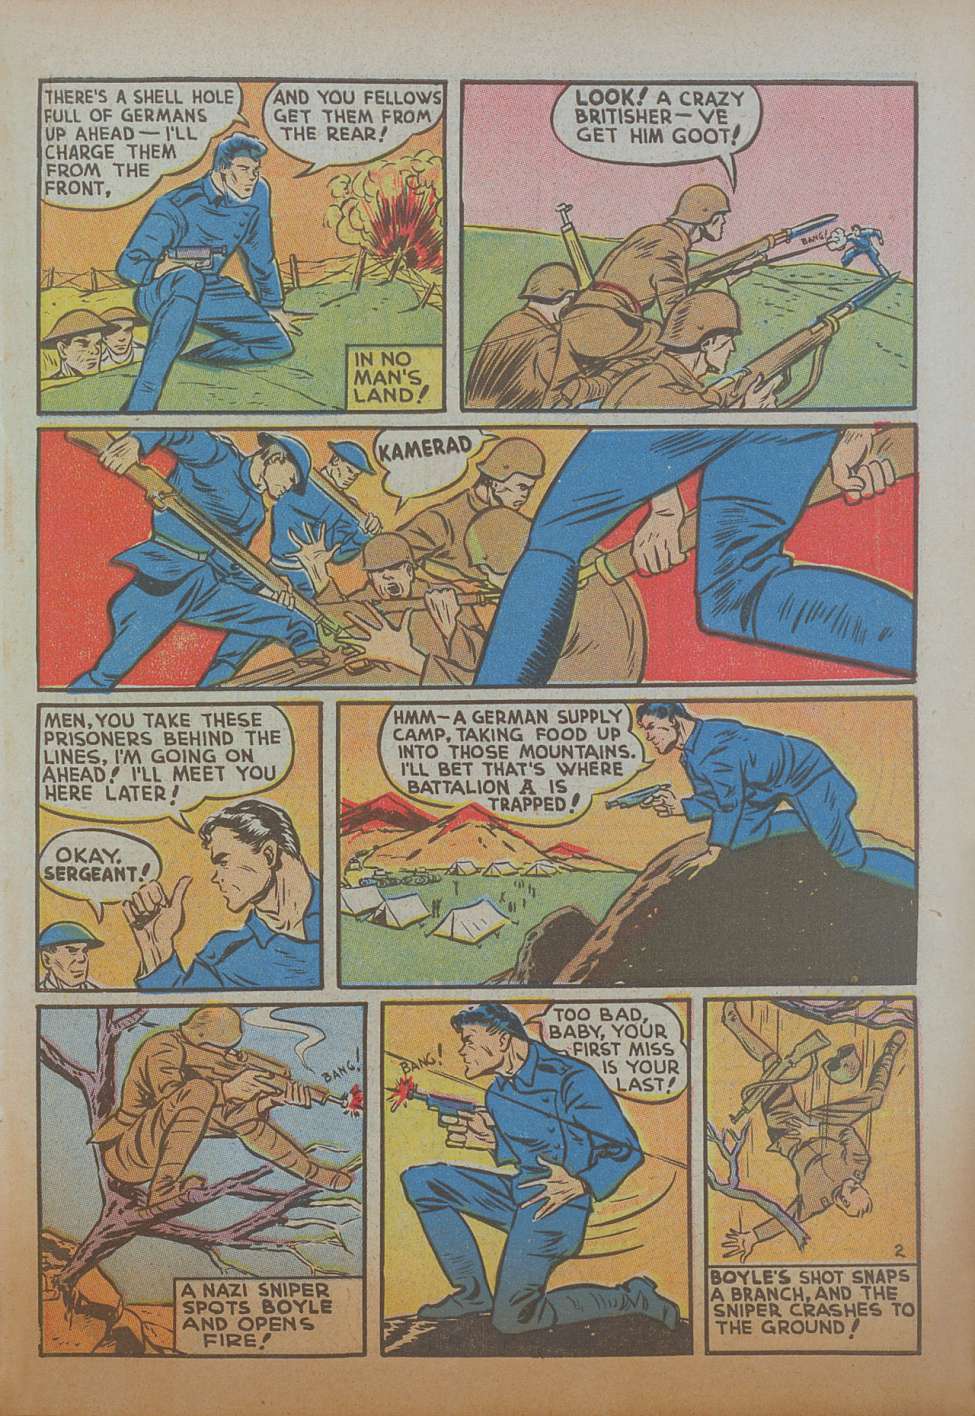 THERE'S A SHELL HOLE
FULL OF GERMANS
UP AHEAD — I'LL
CHARGE THEM
FROM THE
FRONT,
AND YOU FELLOWS
GET THEM FROM
THE REAR!
IN NO
MAN'S
LAND!
LOOK! A CRAZY
BRITISHER — VE
GET HIM GOOT!
BANG!
KAMERAD
MEN, YOU TAKE THESE
PRISONERS BEHIND THE
LINES, I'M GOING ON
AHEAD! I'LL MEET YOU
HERE LATER!
OKAY,
SERGEANT!
HMM — A GERMAN SUPPLY
CAMP, TAKING FOOD UP
INTO THOSE MOUNTAINS.
I'LL BET THAT'S WHERE
BATTALION A IS
TRAPPED!
BANG!
A NAZI SNIPER
SPOTS BOYLE
AND OPENS
FIRE!
BANG!
TOO BAD,
BABY, YOUR
FIRST MISS
IS YOUR
LAST!
2
BOYLE'S SHOT SNAPS
A BRANCH, AND THE
SNIPER CRASHES TO
THE GROUND!